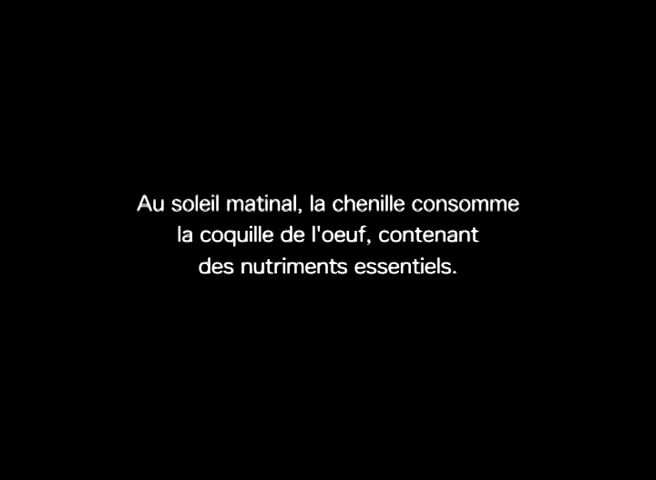 Au soleil matinal, la chenille consomme
la coquille de l'oeuf, contenant
des nutriments essentiels.